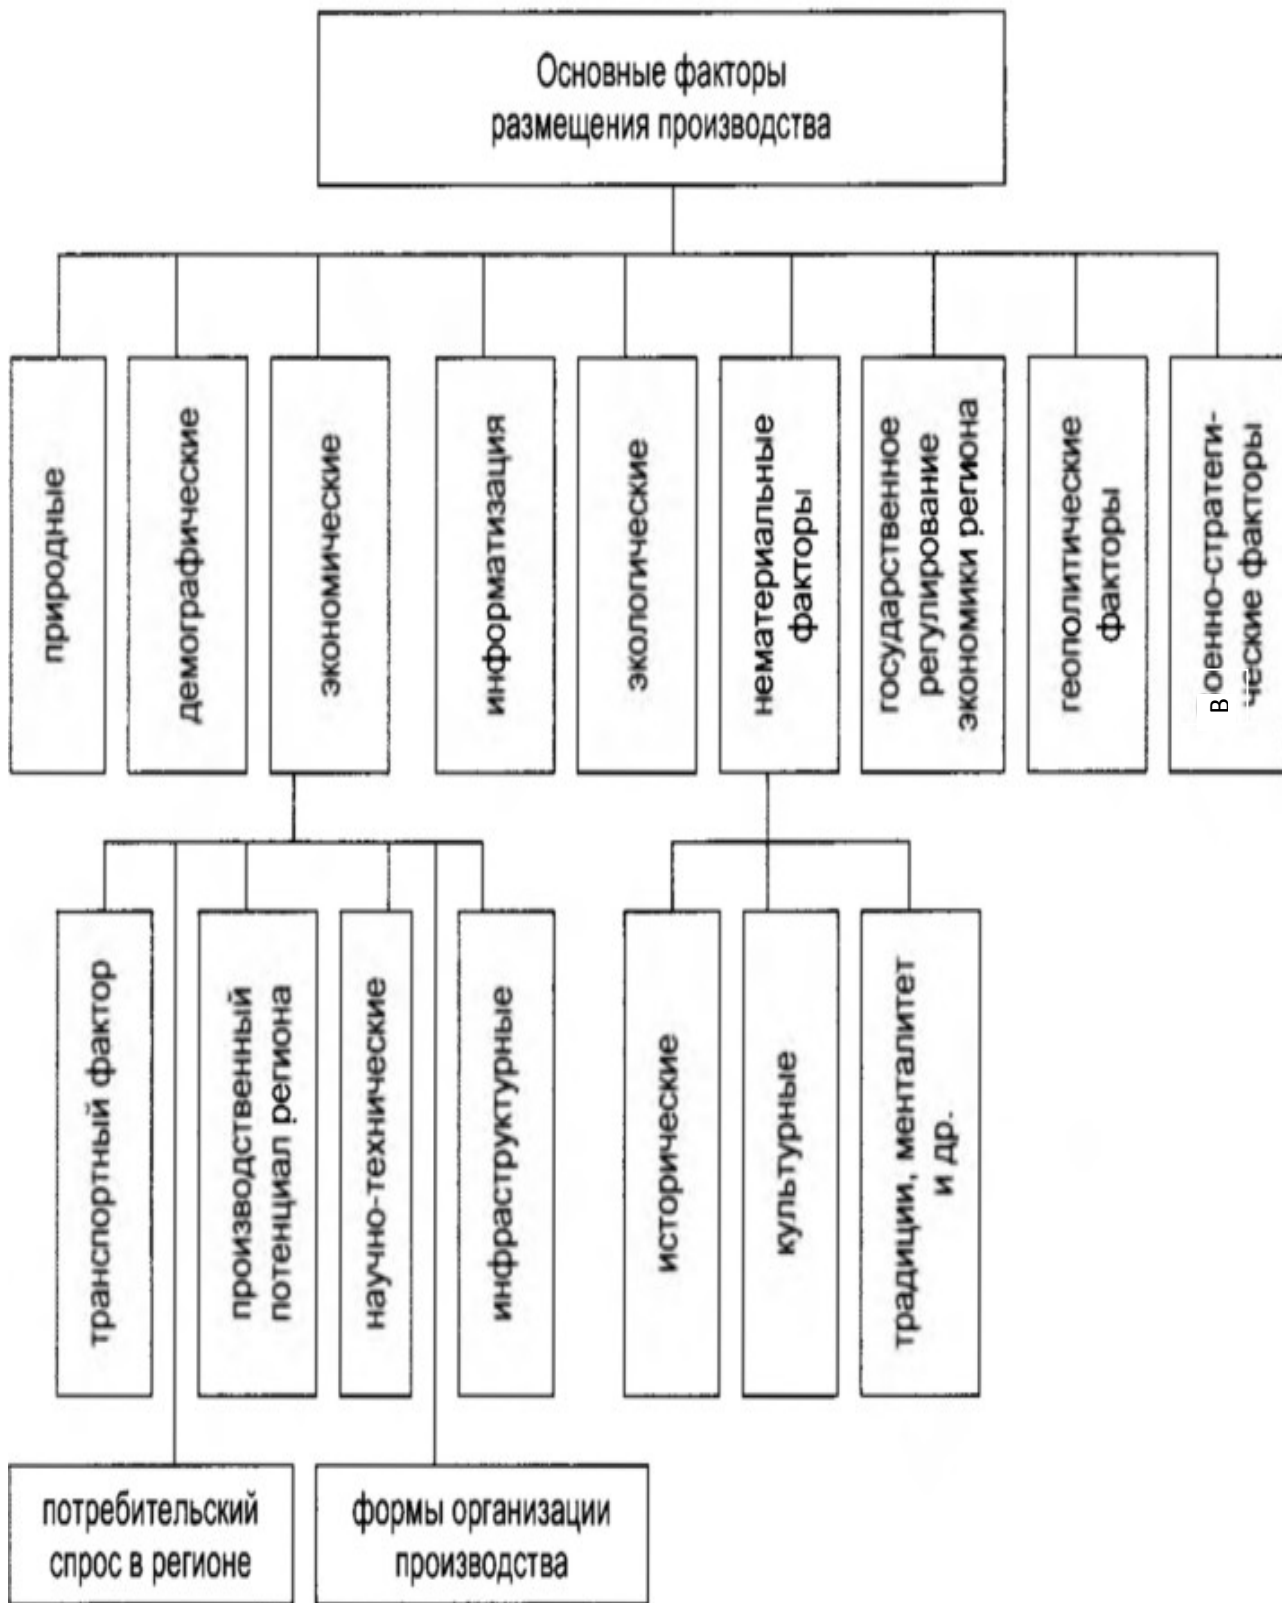 Основные факторы
размещения производства
природные
демографические
экономические
информатизация
экологические
нематериальные
факторы
государственное
регулирование
экономики региона
геополитические
факторы
военно-стратеги-
ческие факторы
транспортный фактор
производственный
потенциал региона
научно-технические
инфраструктурные
исторические
культурные
традиции, менталитет
и др.
потребительский
спрос в регионе
формы организации
производства